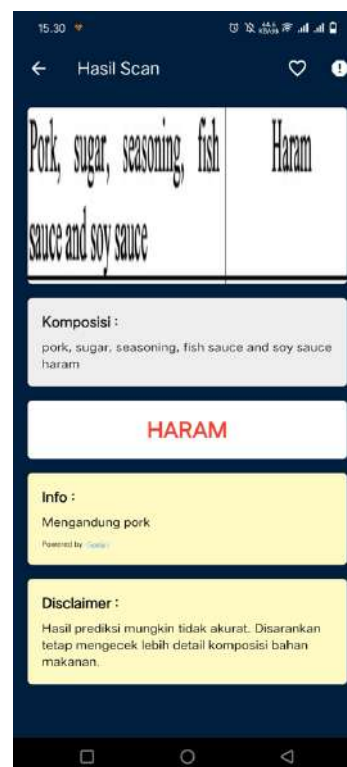 15.30
Hasil Scan
Pork, sugar, seasoning, fish Haram
sauce and soy sauce
Komposisi :
pork, sugar, seasoning, fish sauce and soy sauce
haram
HARAM
Info :
Mengandung pork
Powered by
Disclaimer :
Hasil prediksi mungkin tidak akurat. Disarankan
tetap mengecek lebih detail komposisi bahan
makanan.